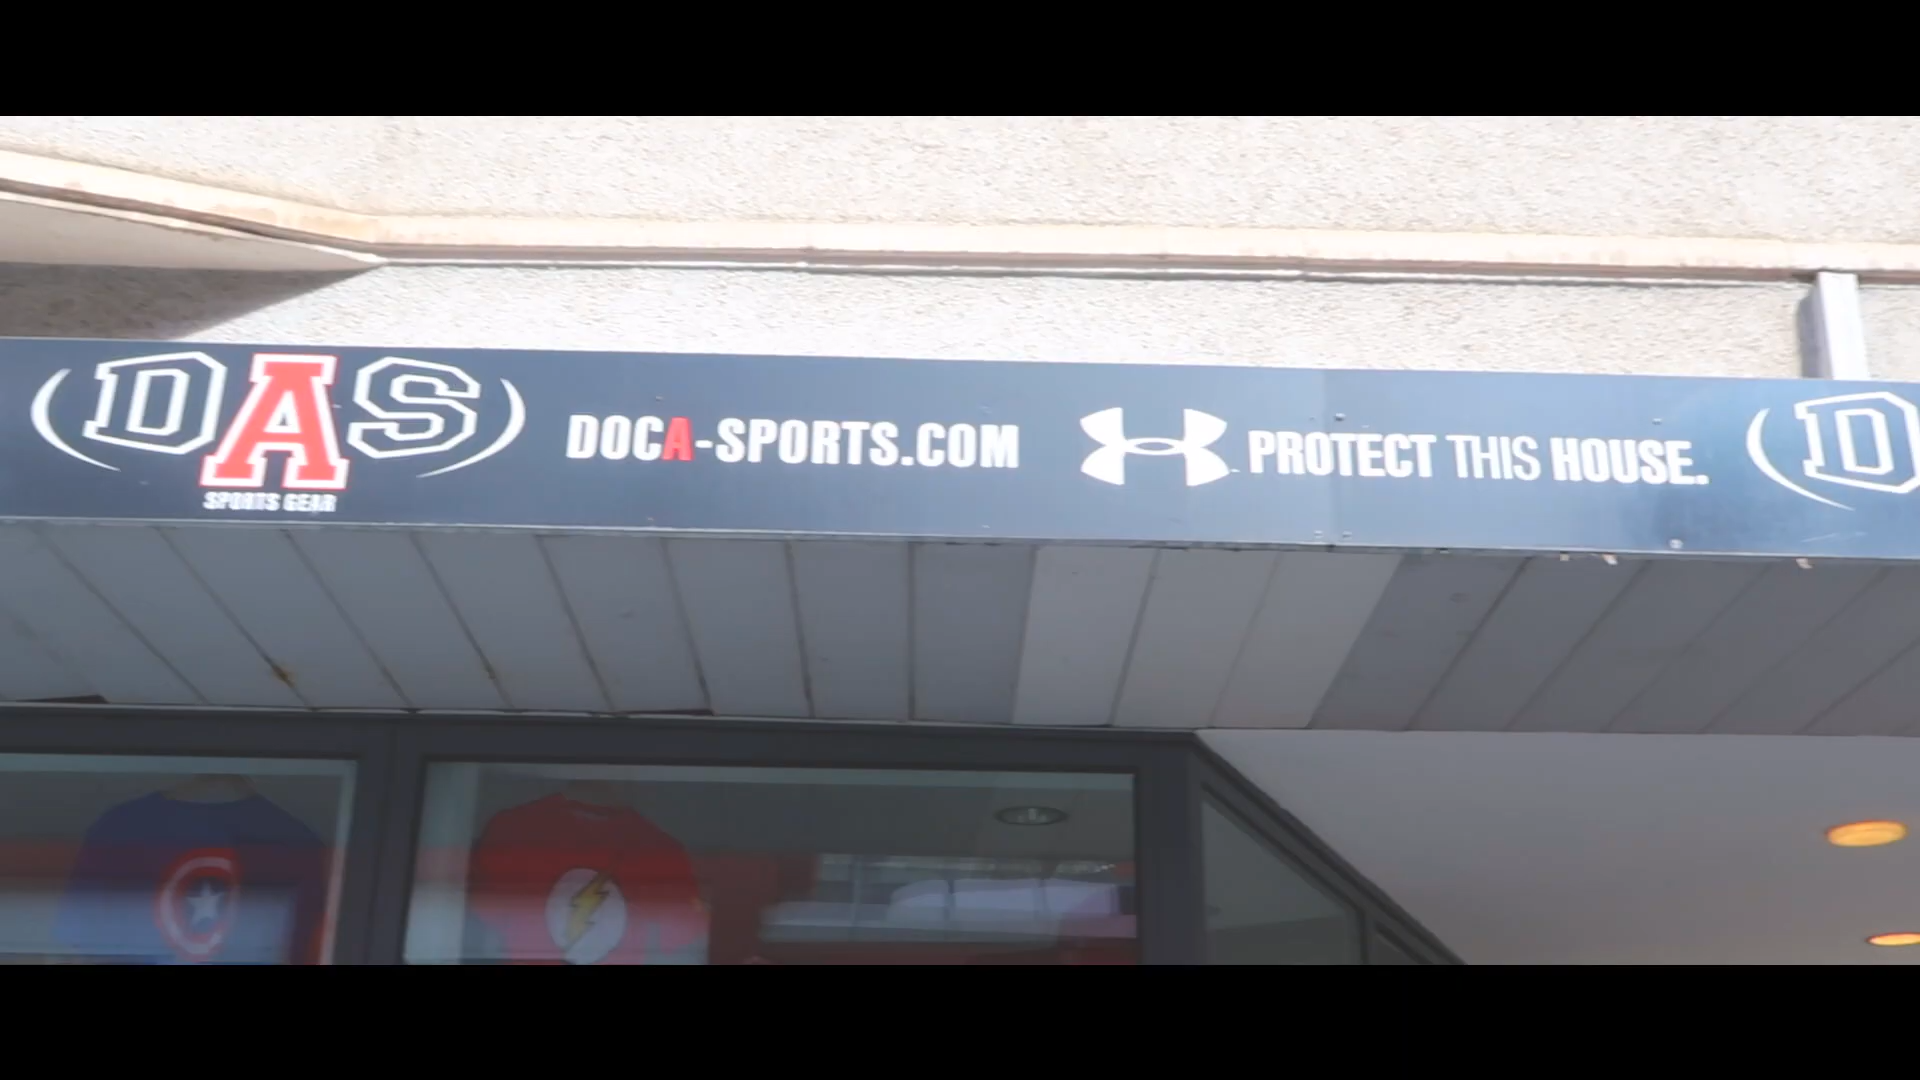 DAS
SPORTS GEAR
DOCA-SPORTS.COM
PROTECT THIS HOUSE.
D